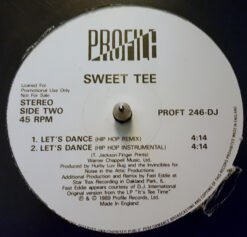 PROFILE
SWEET TEE
Licensed For
Promotional Use Only
Not For Sale
STEREO
SIDE TWO
45 RPM
PROFT 246-DJ
1. LET'S DANCE (HIP HOP REMIX) 4:14
2. LET'S DANCE (HIP HOP INSTRUMENTAL) 4:14
(T. Jackson/Finger Prints)
Warner Chappell Music Ltd.
Produced by Hurby Luv Bug and the Invincibles for
Noise in the Attic Productions
Additional Production and Remix by Fast Eddie at
Star Trax Recording in Oakland Park, IL
Fast Eddie appears courtesy of D.J. International
Original version from the LP "It's Tee Time"
℗ & © 1989 Profile Records, Inc.
Made in England